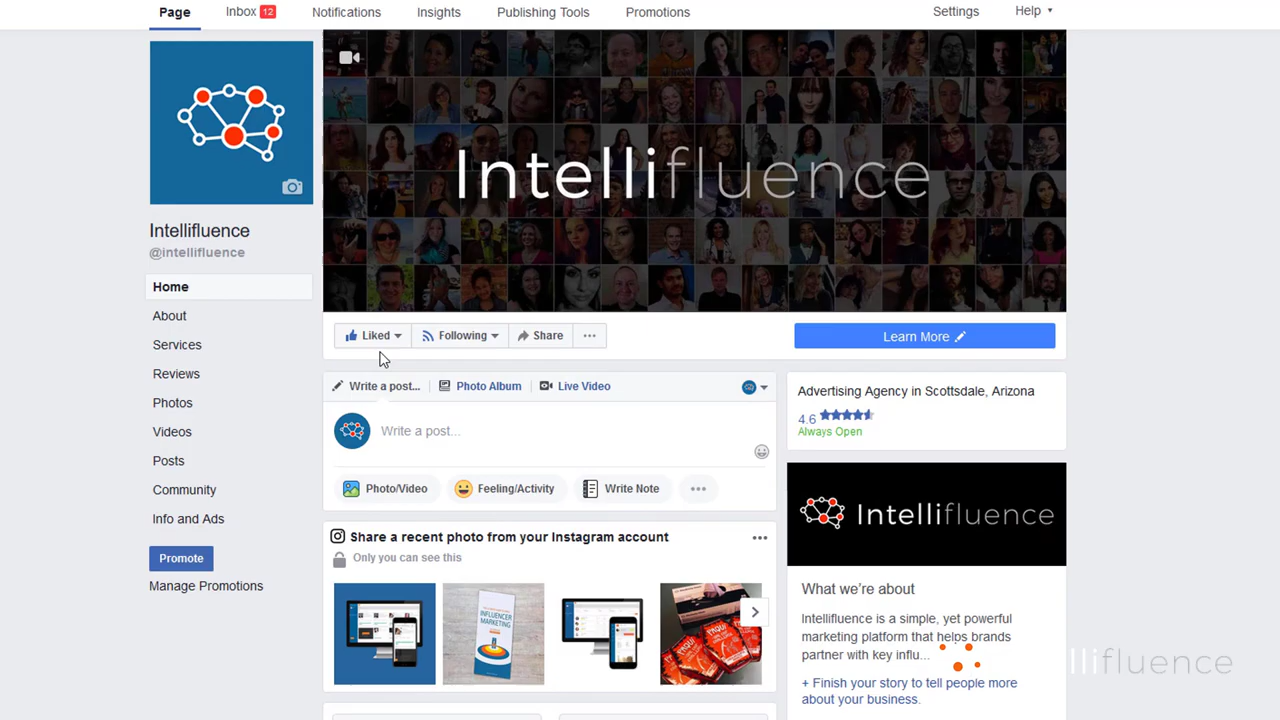 Page
Inbox 12
Notifications
Insights
Publishing Tools
Promotions
Settings
Help
Intellifluence
@intellifluence
Home
About
Services
Reviews
Photos
Videos
Posts
Community
Info and Ads
Promote
Manage Promotions
Intellifluence
Liked
Following
Share
Learn More
Write a post...
Photo Album
Live Video
Write a post...
Photo/Video
Feeling/Activity
Write Note
Share a recent photo from your Instagram account
Only you can see this
INFLUENCER
MARKETING
PAQUI
Advertising Agency in Scottsdale, Arizona
4.6
Always Open
Intellifluence
What we're about
Intellifluence is a simple, yet powerful
marketing platform that helps brands
partner with key influ...
+ Finish your story to tell people more
about your business.
llifluence